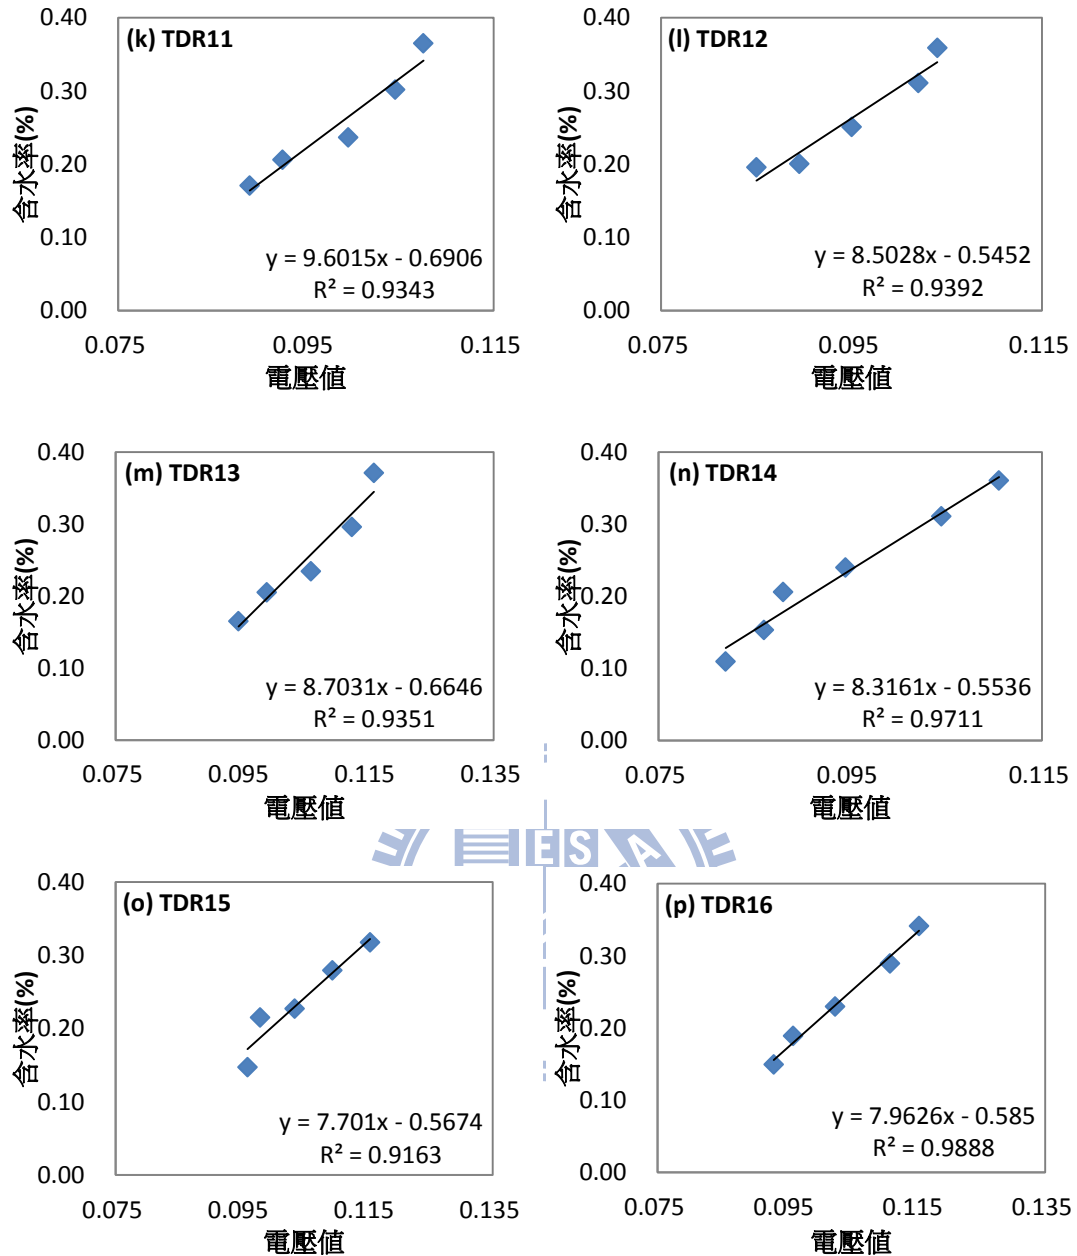 (k) TDR11
含水率(%)
0.40
0.30
0.20
0.10
0.00
y = 9.6015x - 0.6906
R² = 0.9343
0.075 0.095 0.115
電壓值
(l) TDR12
含水率(%)
0.40
0.30
0.20
0.10
0.00
y = 8.5028x - 0.5452
R² = 0.9392
0.075 0.095 0.115
電壓值
(m) TDR13
含水率(%)
0.40
0.30
0.20
0.10
0.00
y = 8.7031x - 0.6646
R² = 0.9351
0.075 0.095 0.115 0.135
電壓值
(n) TDR14
含水率(%)
0.40
0.30
0.20
0.10
0.00
y = 8.3161x - 0.5536
R² = 0.9711
0.075 0.095 0.115
電壓值
ESA
(o) TDR15
含水率(%)
0.40
0.30
0.20
0.10
0.00
y = 7.701x - 0.5674
R² = 0.9163
0.075 0.095 0.115 0.135
電壓值
(p) TDR16
含水率(%)
0.40
0.30
0.20
0.10
0.00
y = 7.9626x - 0.585
R² = 0.9888
0.075 0.095 0.115 0.135
電壓值